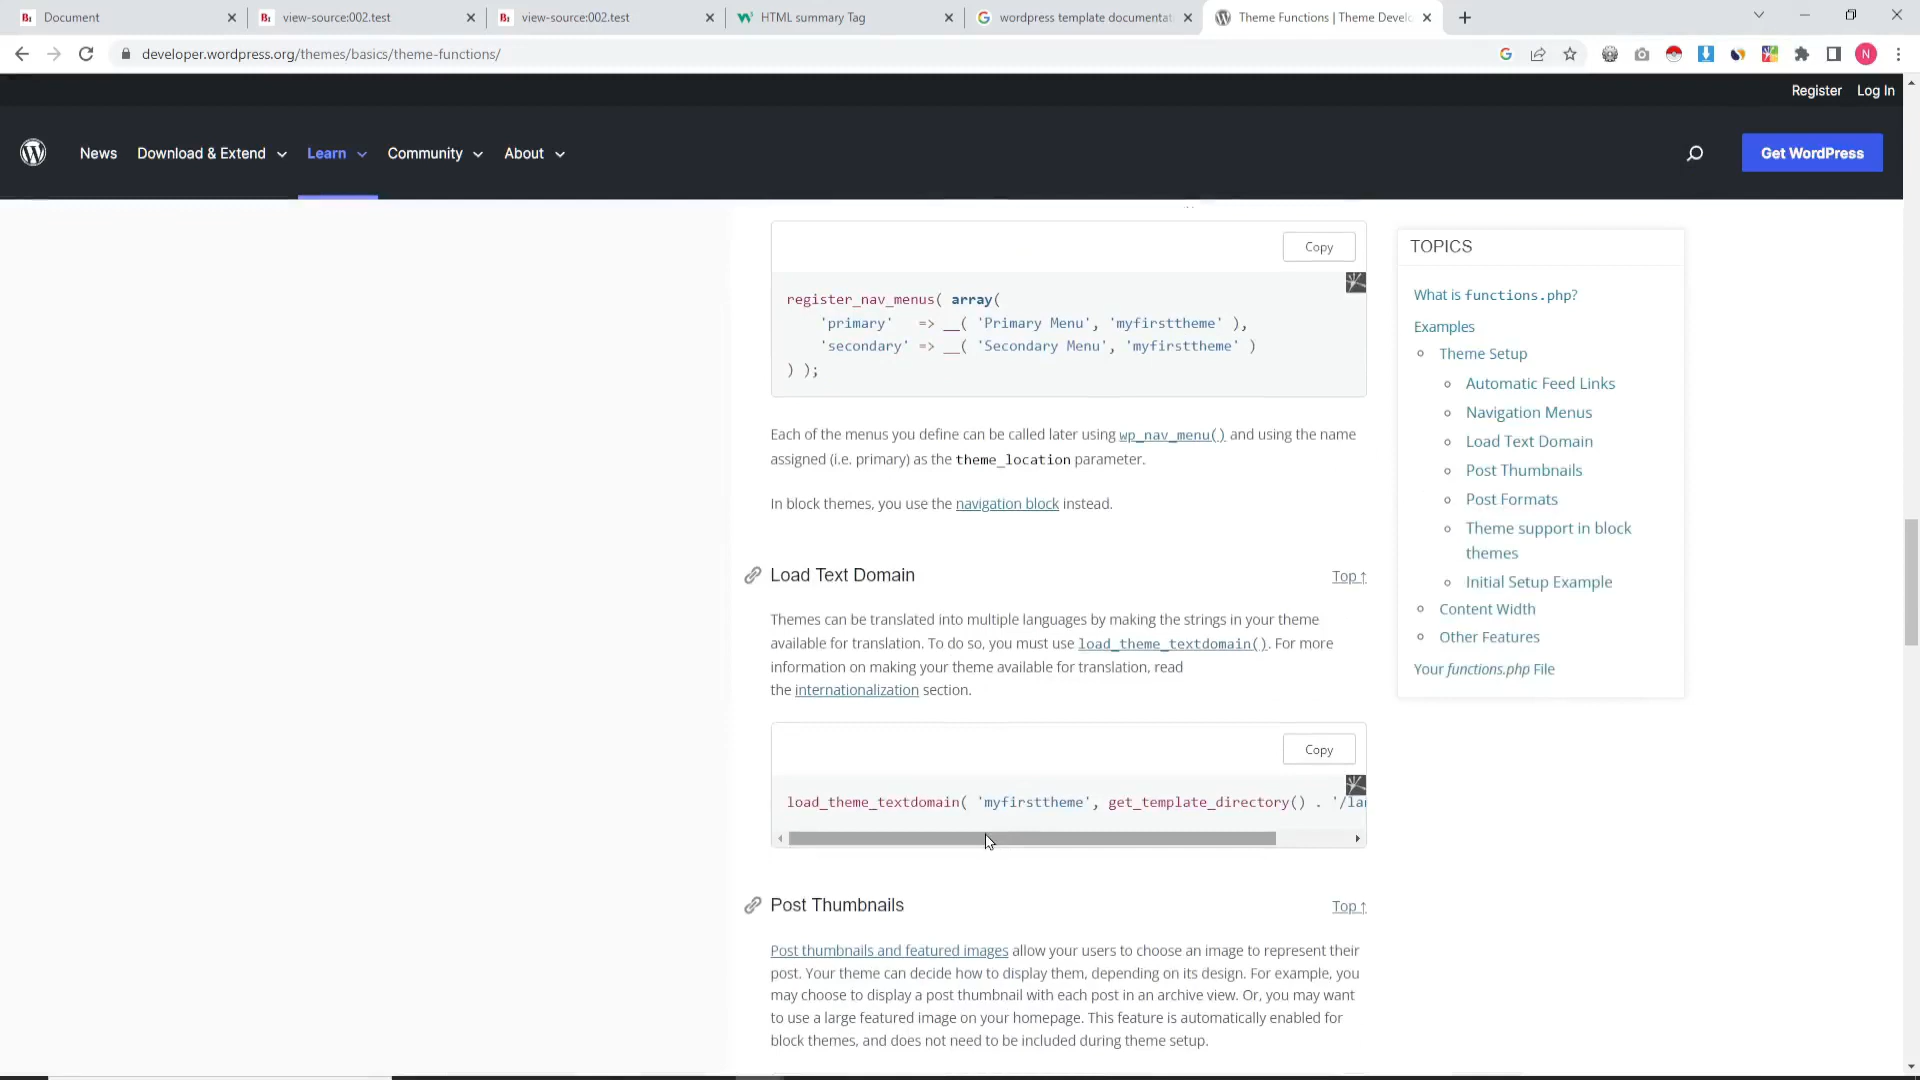 Document
view-source:002.test
view-source:002.test
HTML summary Tag
wordpress template documentat
Theme Functions | Theme Develo
developer.wordpress.org/themes/basics/theme-functions/
N
Register Log In
News Download & Extend Learn Community About
Get WordPress
Copy
register_nav_menus( array(
'primary' => __( 'Primary Menu', 'myfirsttheme' ),
'secondary' => __( 'Secondary Menu', 'myfirsttheme' )
) );
Each of the menus you define can be called later using wp_nav_menu() and using the name
assigned (i.e. primary) as the theme_location parameter.
In block themes, you use the navigation block instead.
Load Text Domain
Top ↑
Themes can be translated into multiple languages by making the strings in your theme
available for translation. To do so, you must use load_theme_textdomain(). For more
information on making your theme available for translation, read
the internationalization section.
Copy
load_theme_textdomain( 'myfirsttheme', get_template_directory() . '/lan
Post Thumbnails
Top ↑
Post thumbnails and featured images allow your users to choose an image to represent their
post. Your theme can decide how to display them, depending on its design. For example, you
may choose to display a post thumbnail with each post in an archive view. Or, you may want
to use a large featured image on your homepage. This feature is automatically enabled for
block themes, and does not need to be included during theme setup.
TOPICS
What is functions.php?
Examples
Theme Setup
Automatic Feed Links
Navigation Menus
Load Text Domain
Post Thumbnails
Post Formats
Theme support in block
themes
Initial Setup Example
Content Width
Other Features
Your functions.php File